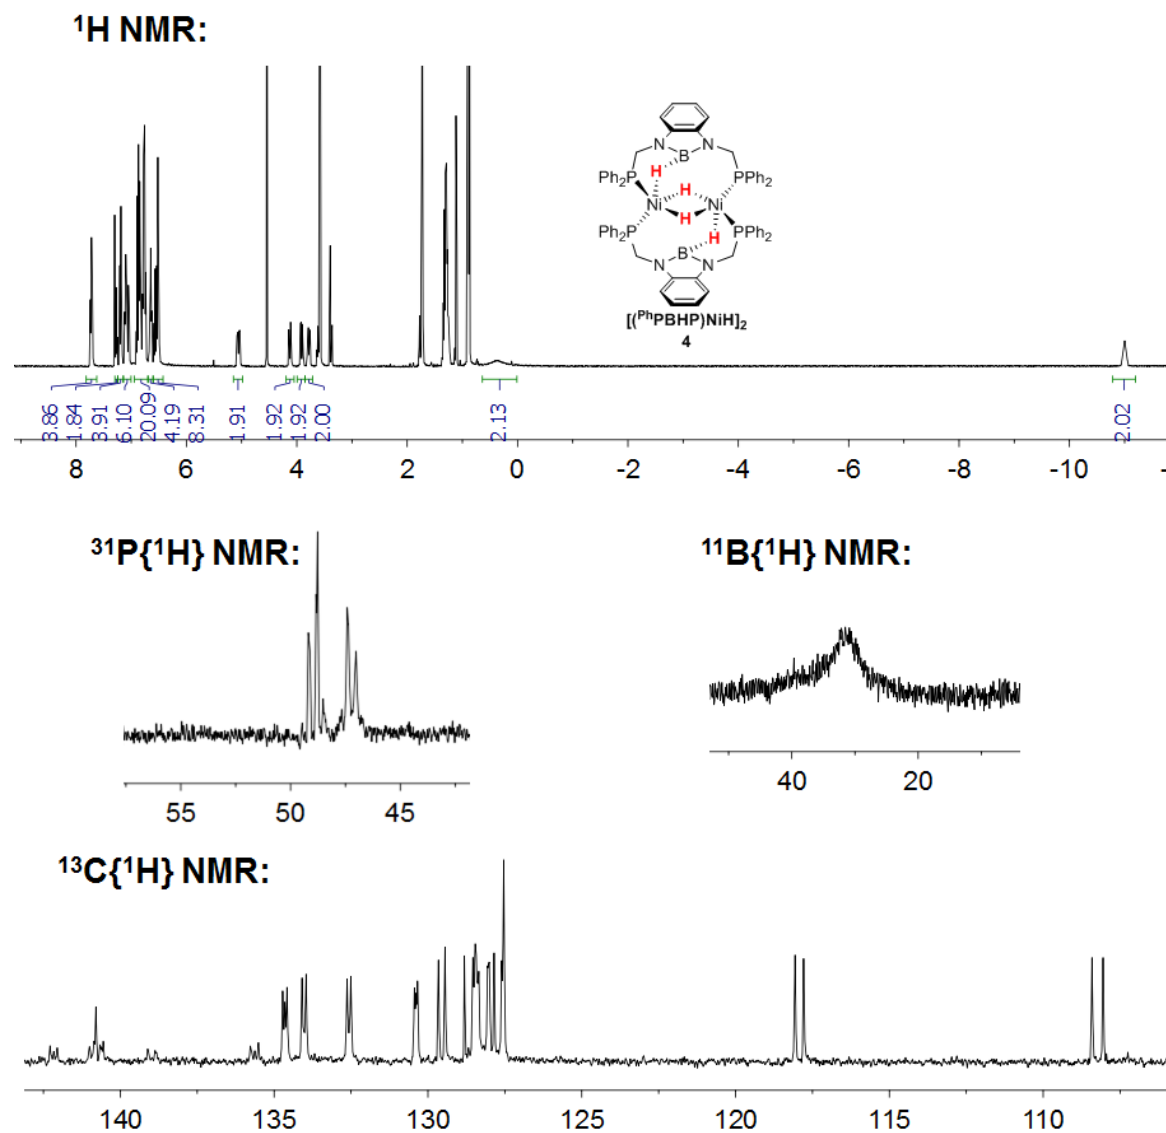 ¹H NMR:
N N
B
H
Ph₂P H PPh₂
Ni Ni
H
Ph₂P H PPh₂
B
N N
[(ᴾʰPBHP)NiH]₂
4
3.86
1.84
3.91
6.10
20.09
4.19
8.31
1.91
1.92
1.92
2.00
2.13
2.02
8 6 4 2 0 -2 -4 -6 -8 -10
³¹P{¹H} NMR:
¹¹B{¹H} NMR:
55 50 45
40 20
¹³C{¹H} NMR:
140 135 130 125 120 115 110